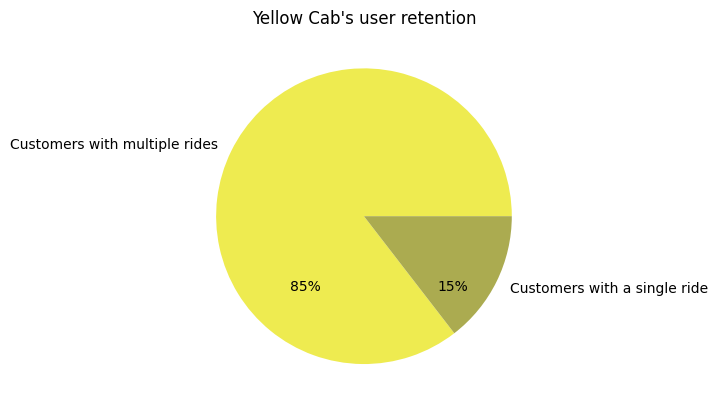 Yellow Cab's user retention
Customers with multiple rides
85%
15%
Customers with a single ride